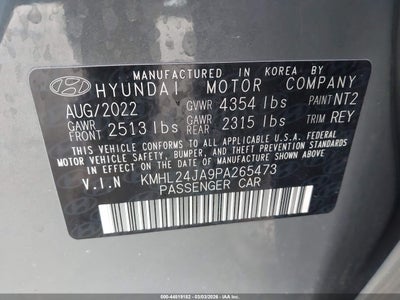 MANUFACTURED IN KOREA BY
HYUNDAI MOTOR COMPANY
AUG/2022 GVWR 4354 lbs PAINT NT2
GAWR FRONT 2513 lbs GAWR REAR 2315 lbs TRIM REY
THIS VEHICLE CONFORMS TO ALL APPLICABLE U.S.A. FEDERAL
MOTOR VEHICLE SAFETY, BUMPER, AND THEFT PREVENTION STANDARDS
IN EFFECT ON THE DATE OF MANUFACTURE SHOWN ABOVE.
V.I.N KMHL24JA9PA265473
PASSENGER CAR